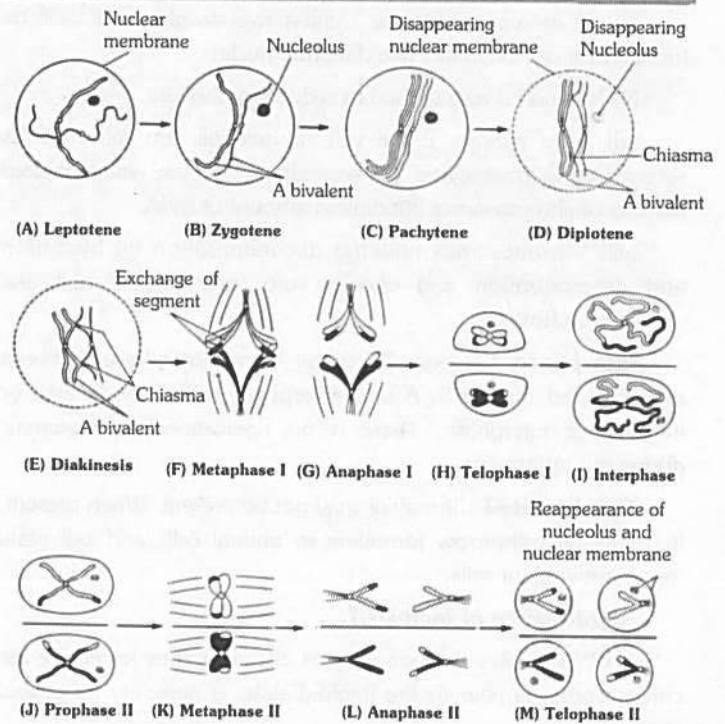 Nuclear
membrane
Nucleolus
Disappearing
nuclear membrane
Disappearing
Nucleolus
Chiasma
A bivalent
A bivalent
(A) Leptotene
(B) Zygotene
(C) Pachytene
(D) Diplotene
Exchange of
segment
Chiasma
A bivalent
(E) Diakinesis
(F) Metaphase I
(G) Anaphase I
(H) Telophase I
(I) Interphase
Reappearance of
nucleolus and
nuclear membrane
(J) Prophase II
(K) Metaphase II
(L) Anaphase II
(M) Telophase II